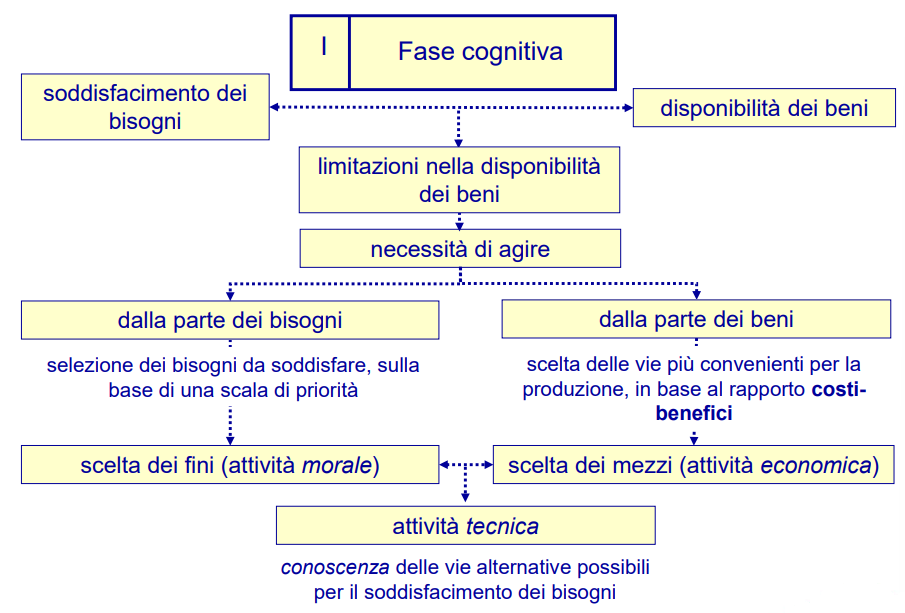 I
Fase cognitiva
soddisfacimento dei
bisogni
disponibilità dei beni
limitazioni nella disponibilità
dei beni
necessità di agire
dalla parte dei bisogni
dalla parte dei beni
selezione dei bisogni da soddisfare, sulla
base di una scala di priorità
scelta delle vie più convenienti per la
produzione, in base al rapporto costi-
benefici
scelta dei fini (attività morale)
scelta dei mezzi (attività economica)
attività tecnica
conoscenza delle vie alternative possibili
per il soddisfacimento dei bisogni